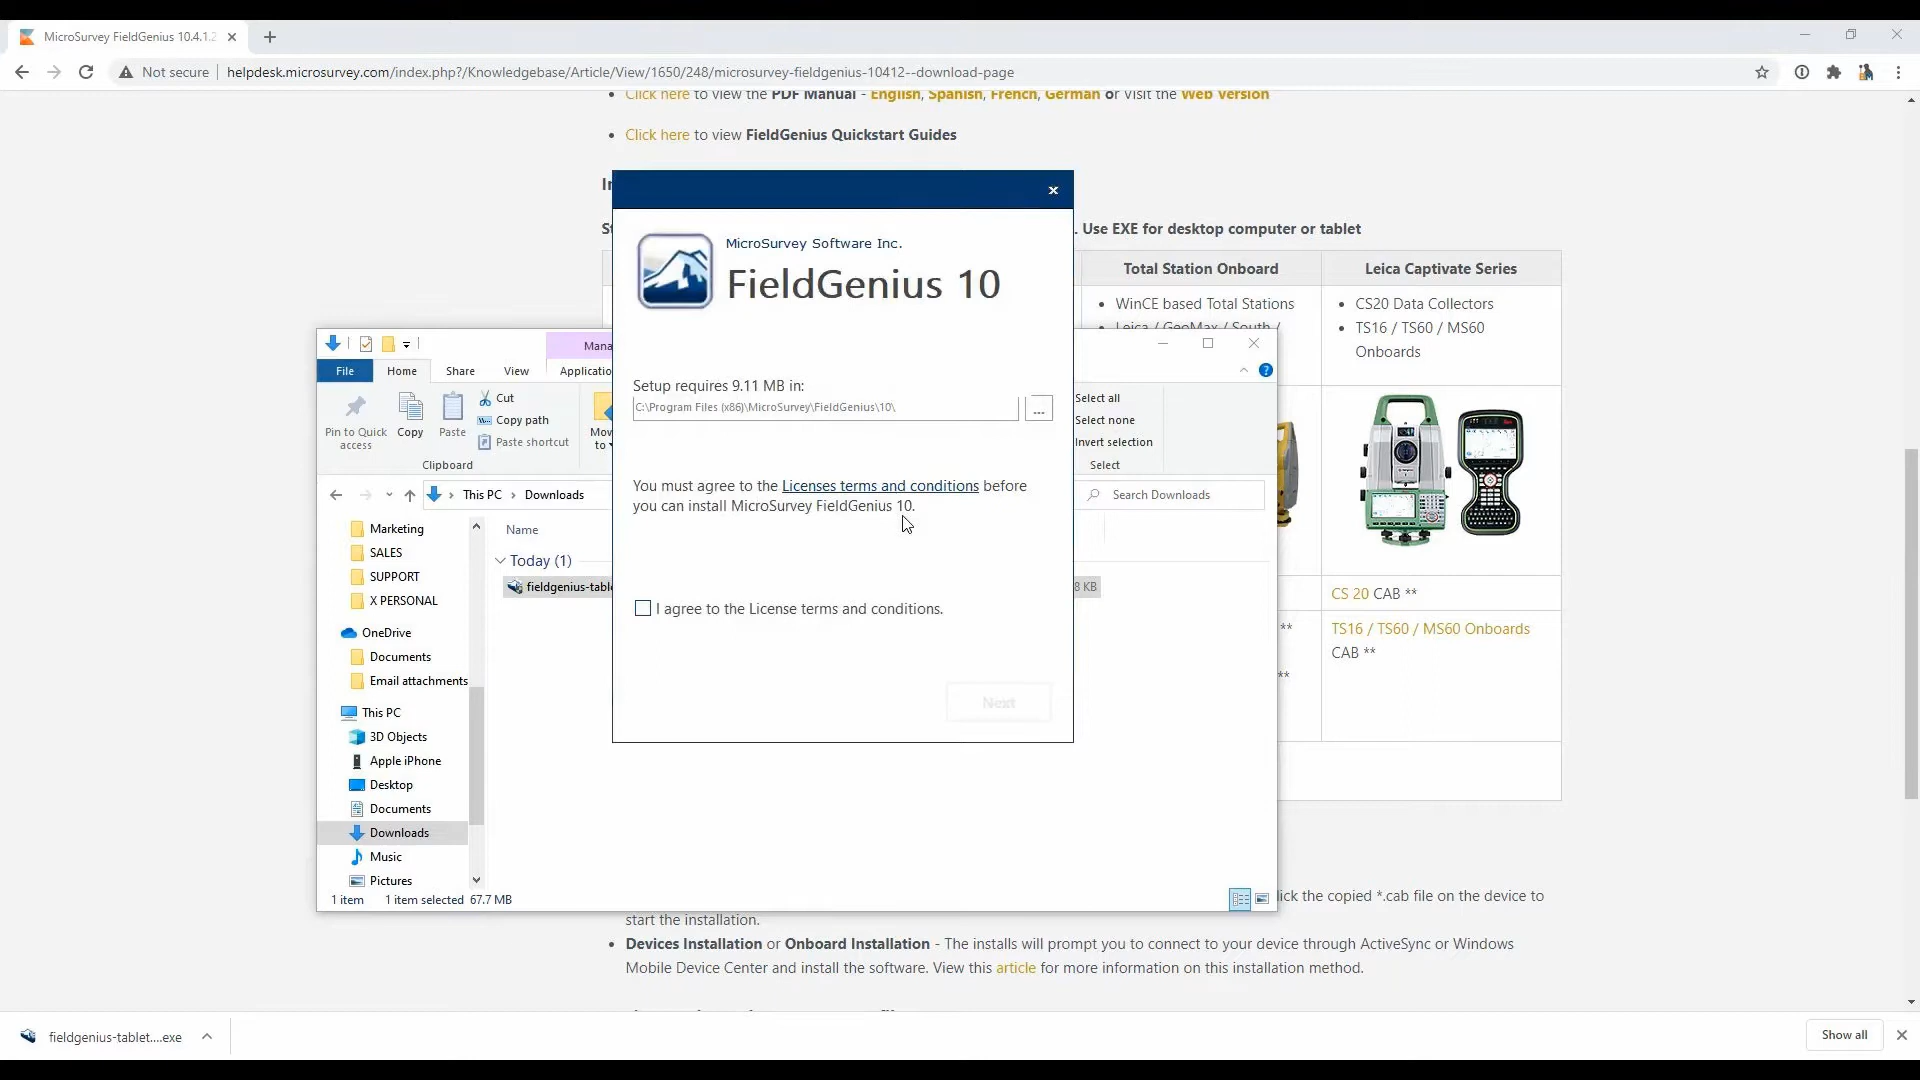 MicroSurvey FieldGenius 10.4.1.2
Not secure
helpdesk.microsurvey.com/index.php?/Knowledgebase/Article/View/1650/248/microsurvey-fieldgenius-10412--download-page
Click here to view the PDF Manual - English, Spanish, French, German or Visit the Web Version
Click here to view FieldGenius Quickstart Guides
. Use EXE for desktop computer or tablet
Total Station Onboard
Leica Captivate Series
WinCE based Total Stations
Leica / GeoMax / South /
CS20 Data Collectors
TS16 / TS60 / MS60
Onboards
CS 20 CAB **
TS16 / TS60 / MS60 Onboards
CAB **
**
**
MicroSurvey Software Inc.
FieldGenius 10
Setup requires 9.11 MB in:
C:\Program Files (x86)\MicroSurvey\FieldGenius\10\
...
You must agree to the Licenses terms and conditions before
you can install MicroSurvey FieldGenius 10.
I agree to the License terms and conditions.
Next
Mana
File
Home
Share
View
Applicatio
Pin to Quick
access
Copy
Paste
Cut
Copy path
Paste shortcut
Clipboard
Mov
to
Select all
Select none
Invert selection
Select
This PC
Downloads
Search Downloads
Name
Today (1)
fieldgenius-table
8 KB
Marketing
SALES
SUPPORT
X PERSONAL
OneDrive
Documents
Email attachments
This PC
3D Objects
Apple iPhone
Desktop
Documents
Downloads
Music
Pictures
1 item
1 item selected
67.7 MB
lick the copied *.cab file on the device to
start the installation.
Devices Installation or Onboard Installation - The installs will prompt you to connect to your device through ActiveSync or Windows
Mobile Device Center and install the software. View this article for more information on this installation method.
fieldgenius-tablet....exe
Show all